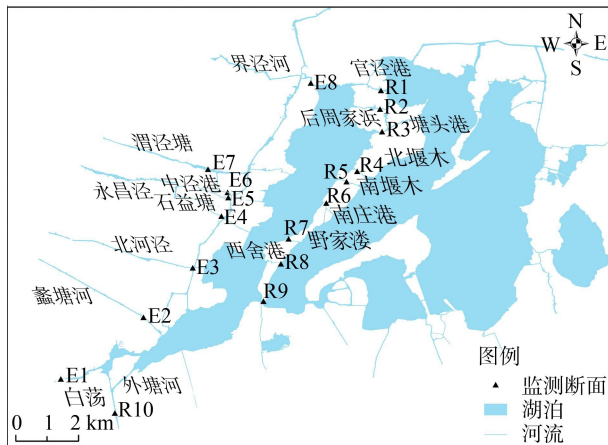 N
W E
S
界泾河
E8
官泾港
R1
R2
后周家浜
R3
塘头港
渭泾塘
E7
R5
R4
北堰木
永昌泾
中泾港
E6
南堰木
石益塘
E5
R6
E4
南庄港
北河泾
R7
西舍港
野家溇
E3
R8
蠡塘河
R9
E2
图例
E1
外塘河
监测断面
白荡
R10
湖泊
0 1 2 km
河流